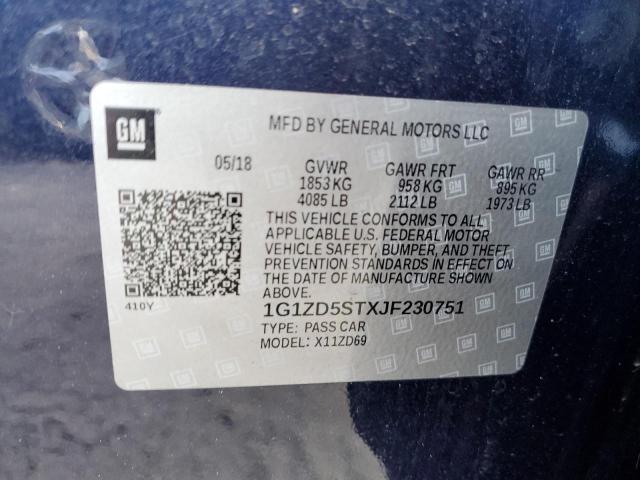 GM
MFD BY GENERAL MOTORS LLC
05/18 GVWR GAWR FRT GAWR RR
1853 KG 958 KG 895 KG
4085 LB 2112 LB 1973 LB
THIS VEHICLE CONFORMS TO ALL
APPLICABLE U.S. FEDERAL MOTOR
VEHICLE SAFETY, BUMPER, AND THEFT
PREVENTION STANDARDS IN EFFECT ON
THE DATE OF MANUFACTURE SHOWN
ABOVE.
410Y 1G1ZD5STXJF230751
TYPE: PASS CAR
MODEL: X11ZD69